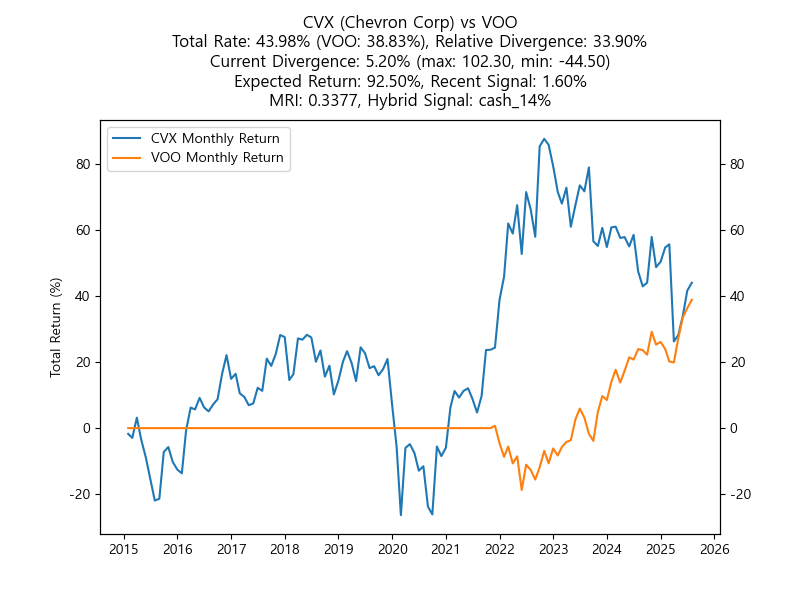 CVX (Chevron Corp) vs VOO
Total Rate: 43.98% (VOO: 38.83%), Relative Divergence: 33.90%
Current Divergence: 5.20% (max: 102.30, min: -44.50)
Expected Return: 92.50%, Recent Signal: 1.60%
MRI: 0.3377, Hybrid Signal: cash_14%
CVX Monthly Return
VOO Monthly Return
Total Return (%)
80
60
40
20
0
-20
80
60
40
20
0
-20
2015 2016 2017 2018 2019 2020 2021 2022 2023 2024 2025 2026